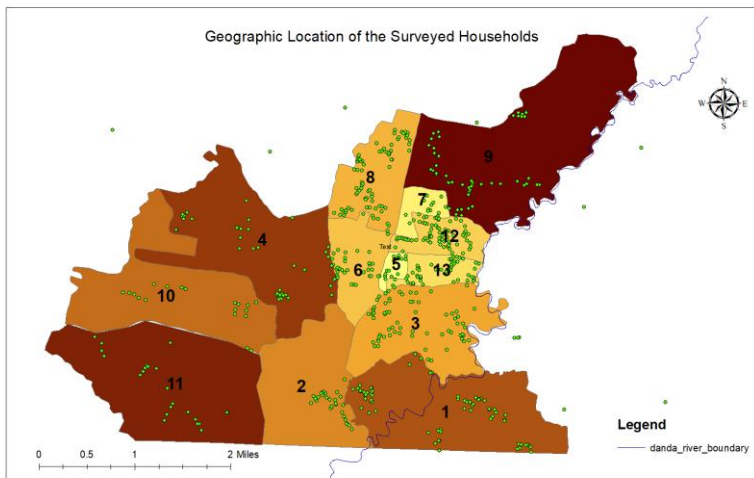 Geographic Location of the Surveyed Households
N
W E
S
9
8
7
12
4
Text
6
5
13
10
3
11
2
1
Legend
danda_river_boundary
0 0.5 1 2 Miles